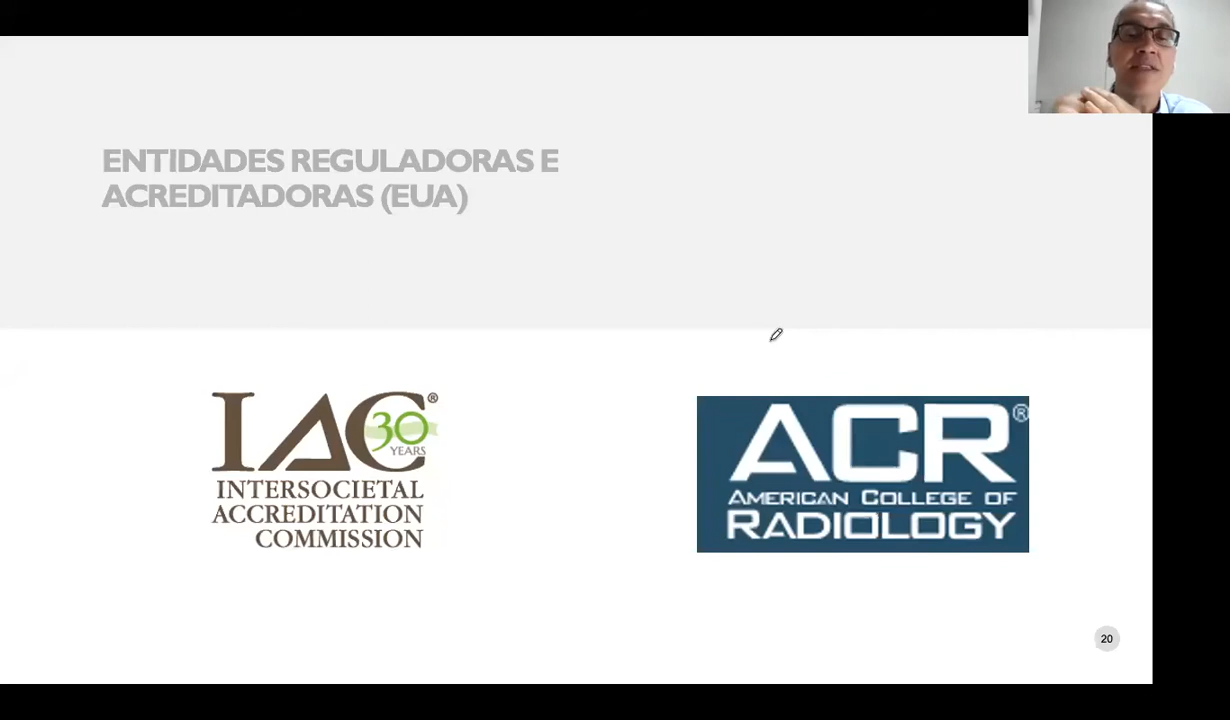 ENTIDADES REGULADORAS E
ACREDITADORAS (EUA)
IAC®
30
YEARS
INTERSOCIETAL
ACCREDITATION
COMMISSION
ACR®
AMERICAN COLLEGE OF
RADIOLOGY
20